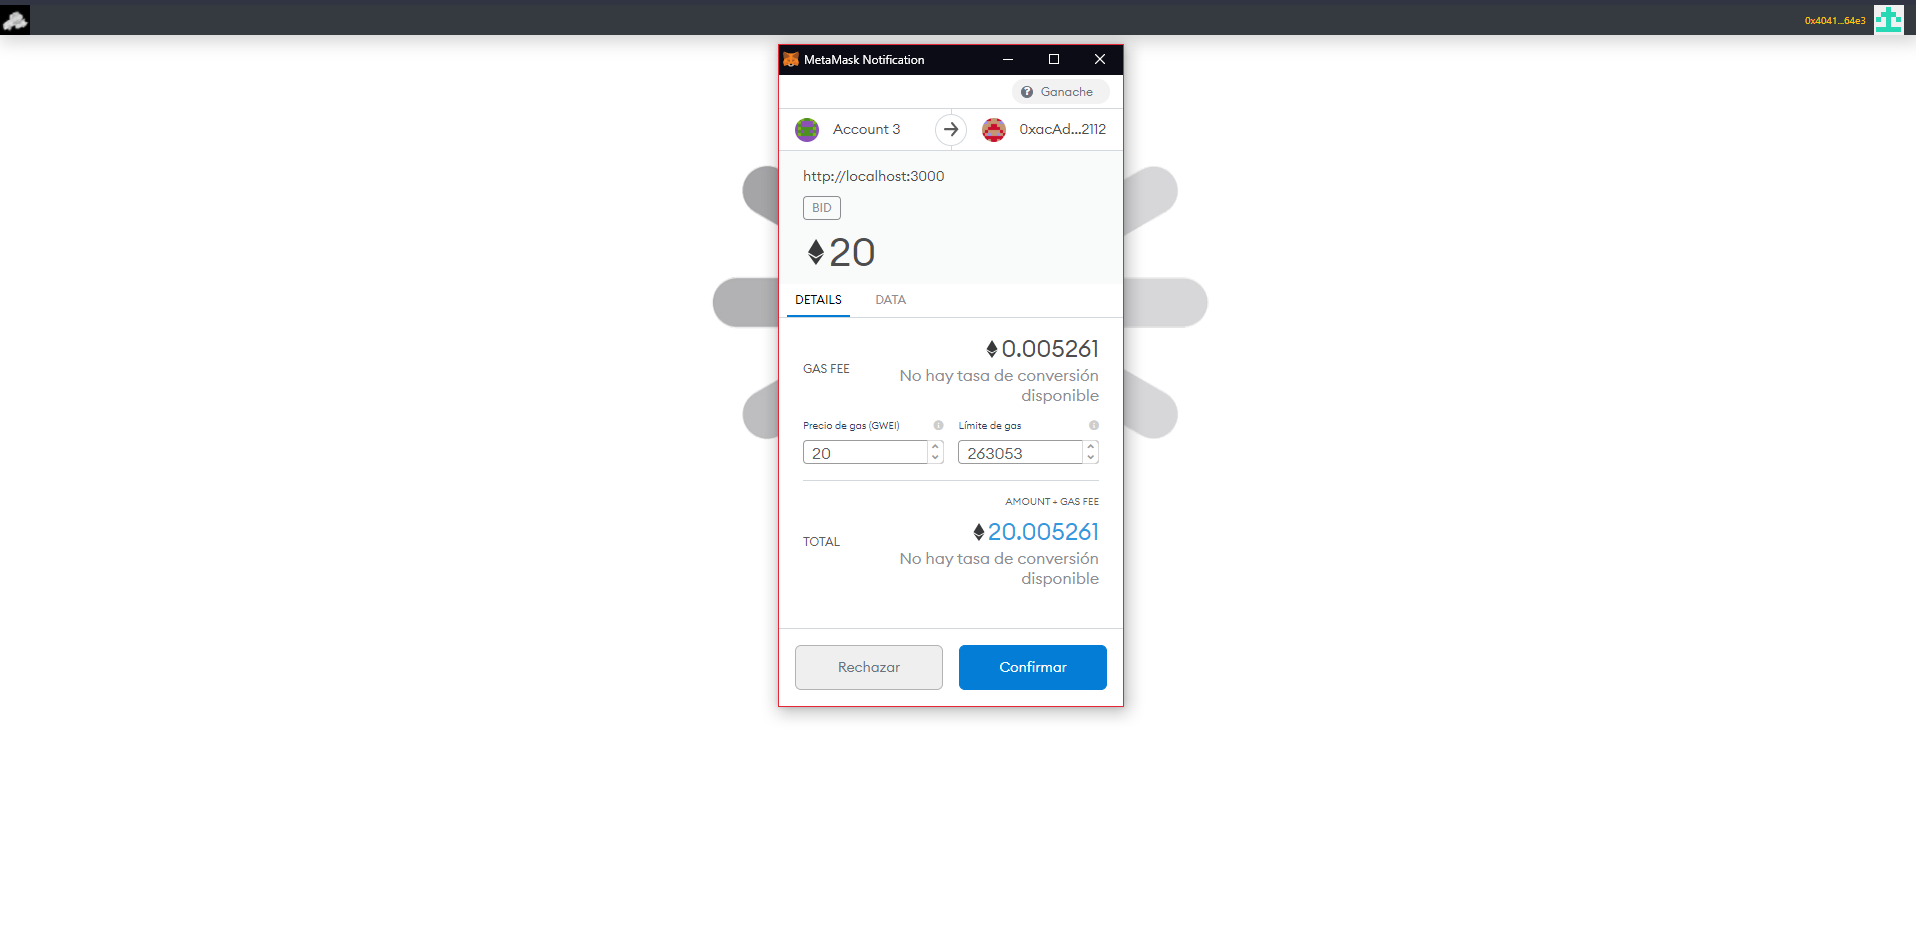 0x4041...64e3
MetaMask Notification
Ganache
Account 3
0xacAd...2112
http://localhost:3000
BID
20
DETAILS
DATA
GAS FEE
0.005261
No hay tasa de conversión
disponible
Precio de gas (GWEI)
Límite de gas
20
263053
AMOUNT + GAS FEE
TOTAL
20.005261
No hay tasa de conversión
disponible
Rechazar
Confirmar